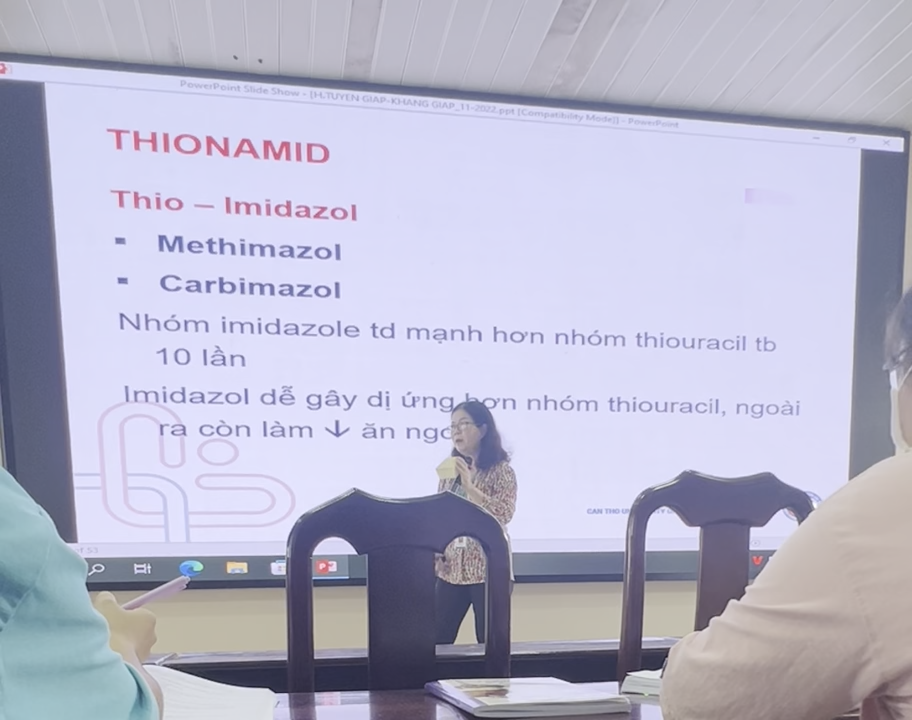 PowerPoint Slide Show - [H.TUYEN GIAP-KHANG GIAP_11-2022.ppt [Compatibility Mode]] - PowerPoint
THIONAMID
Thio – Imidazol
▪ Methimazol
▪ Carbimazol
Nhóm imidazole td mạnh hơn nhóm thiouracil tb
10 lần
Imidazol dễ gây dị ứng hơn nhóm thiouracil, ngoài
ra còn làm ↓ ăn
CAN THO
of 53